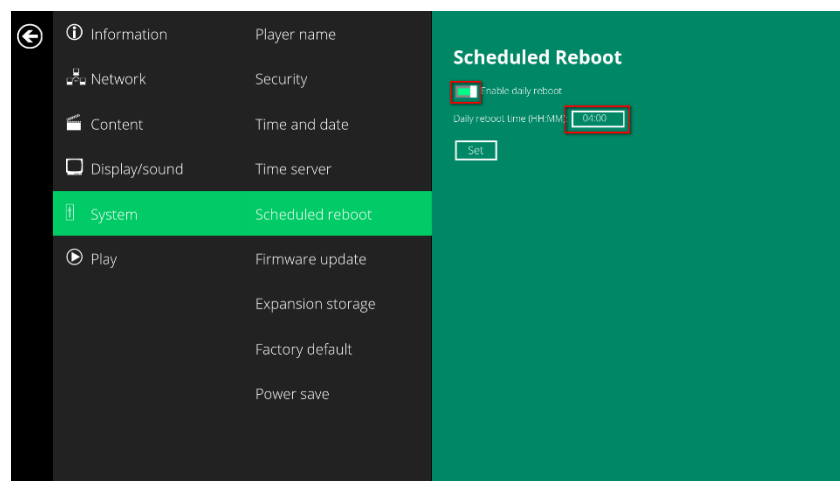 Information
Network
Content
Display/sound
System
Play
Player name
Security
Time and date
Time server
Scheduled reboot
Firmware update
Expansion storage
Factory default
Power save
Scheduled Reboot
Enable daily reboot
Daily reboot time (HH:MM): 04:00
Set